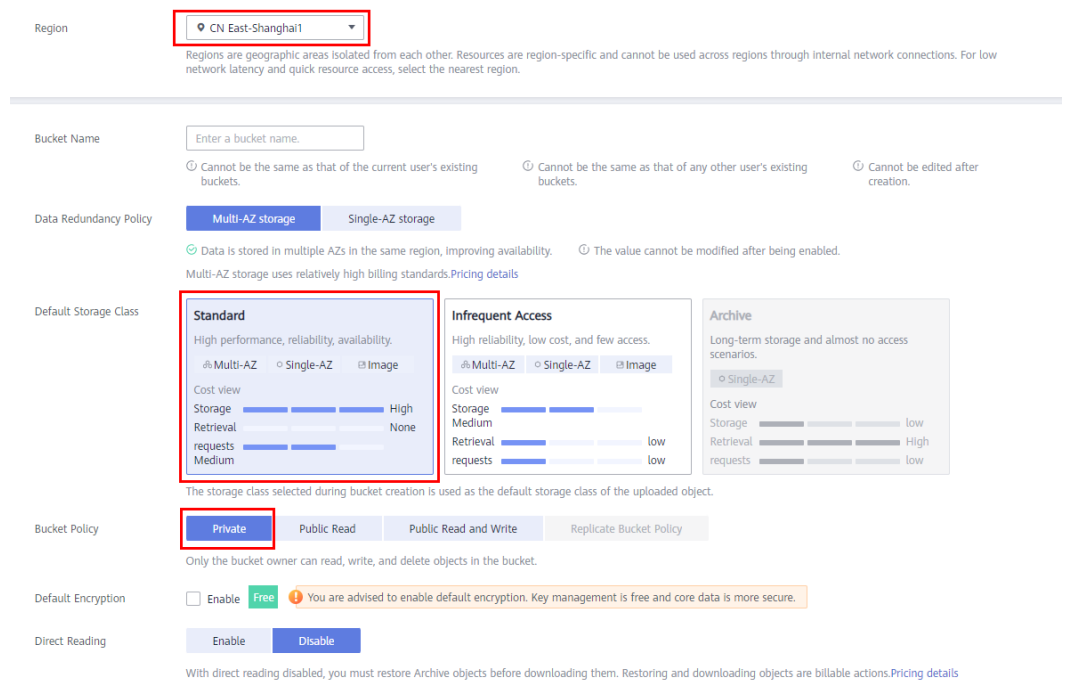 Region
CN East-Shanghai1
Regions are geographic areas isolated from each other. Resources are region-specific and cannot be used across regions through internal network connections. For low
network latency and quick resource access, select the nearest region.
Bucket Name
Enter a bucket name.
Cannot be the same as that of the current user's existing
buckets.
Cannot be the same as that of any other user's existing
buckets.
Cannot be edited after
creation.
Data Redundancy Policy
Multi-AZ storage
Single-AZ storage
Data is stored in multiple AZs in the same region, improving availability.
The value cannot be modified after being enabled.
Multi-AZ storage uses relatively high billing standards.Pricing details
Default Storage Class
Standard
High performance, reliability, availability.
Multi-AZ
Single-AZ
Image
Cost view
Storage High
Retrieval None
requests
Medium
Infrequent Access
High reliability, low cost, and few access.
Multi-AZ
Single-AZ
Image
Cost view
Storage
Medium
Retrieval low
requests low
Archive
Long-term storage and almost no access
scenarios.
Single-AZ
Cost view
Storage low
Retrieval High
requests low
The storage class selected during bucket creation is used as the default storage class of the uploaded object.
Bucket Policy
Private
Public Read
Public Read and Write
Replicate Bucket Policy
Only the bucket owner can read, write, and delete objects in the bucket.
Default Encryption
Enable
Free
You are advised to enable default encryption. Key management is free and core data is more secure.
Direct Reading
Enable
Disable
With direct reading disabled, you must restore Archive objects before downloading them. Restoring and downloading objects are billable actions.Pricing details